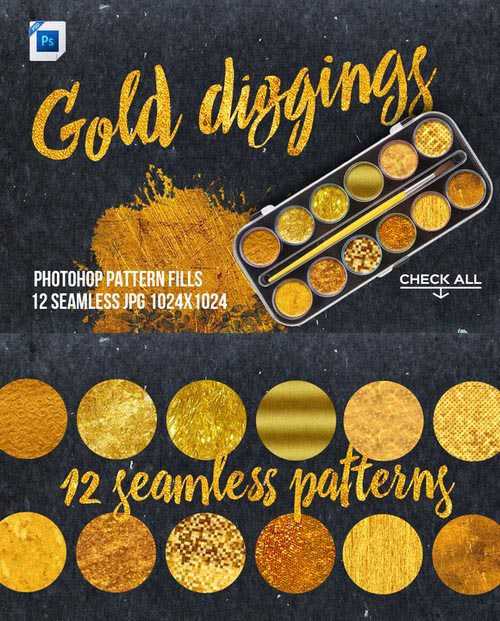 Ps
Gold diggings
PHOTOHOP PATTERN FILLS
12 SEAMLESS JPG 1024X1024
CHECK ALL
12 seamless patterns